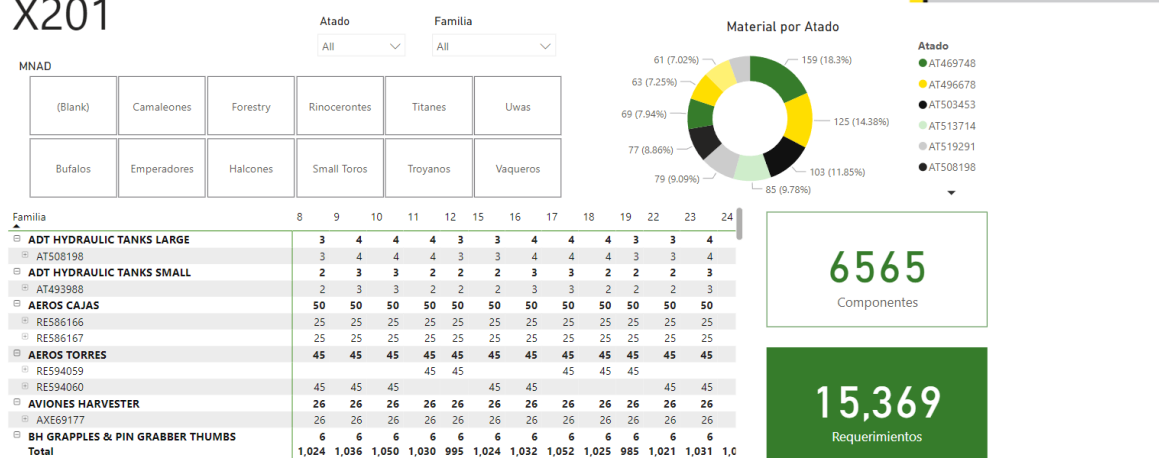 X201
Atado
Familia
All
All
MNAD
(Blank)
Camaleones
Forestry
Rinocerontes
Titanes
Uwas
Bufalos
Emperadores
Halcones
Small Toros
Troyanos
Vaqueros
Material por Atado
61 (7.02%)
159 (18.3%)
63 (7.25%)
69 (7.94%)
125 (14.38%)
77 (8.86%)
103 (11.85%)
79 (9.09%)
85 (9.78%)
Atado
AT469748
AT496678
AT503453
AT513714
AT519291
AT508198
Familia 8 9 10 11 12 15 16 17 18 19 22 23 24
ADT HYDRAULIC TANKS LARGE 3 4 4 4 3 3 4 4 4 3 3 4
AT508198 3 4 4 4 3 3 4 4 4 3 3 4
ADT HYDRAULIC TANKS SMALL 2 3 3 2 2 2 3 3 2 2 2 3
AT493988 2 3 3 2 2 2 3 3 2 2 2 3
AEROS CAJAS 50 50 50 50 50 50 50 50 50 50 50 50
RE586166 25 25 25 25 25 25 25 25 25 25 25 25
RE586167 25 25 25 25 25 25 25 25 25 25 25 25
AEROS TORRES 45 45 45 45 45 45 45 45 45 45 45 45
RE594059 45 45 45 45 45
RE594060 45 45 45 45 45 45 45
AVIONES HARVESTER 26 26 26 26 26 26 26 26 26 26 26 26
AXE69177 26 26 26 26 26 26 26 26 26 26 26 26
BH GRAPPLES & PIN GRABBER THUMBS 6 6 6 6 6 6 6 6 6 6 6 6
Total 1,024 1,036 1,050 1,030 995 1,024 1,032 1,052 1,025 985 1,021 1,031 1,0
6565
Componentes
15,369
Requerimientos